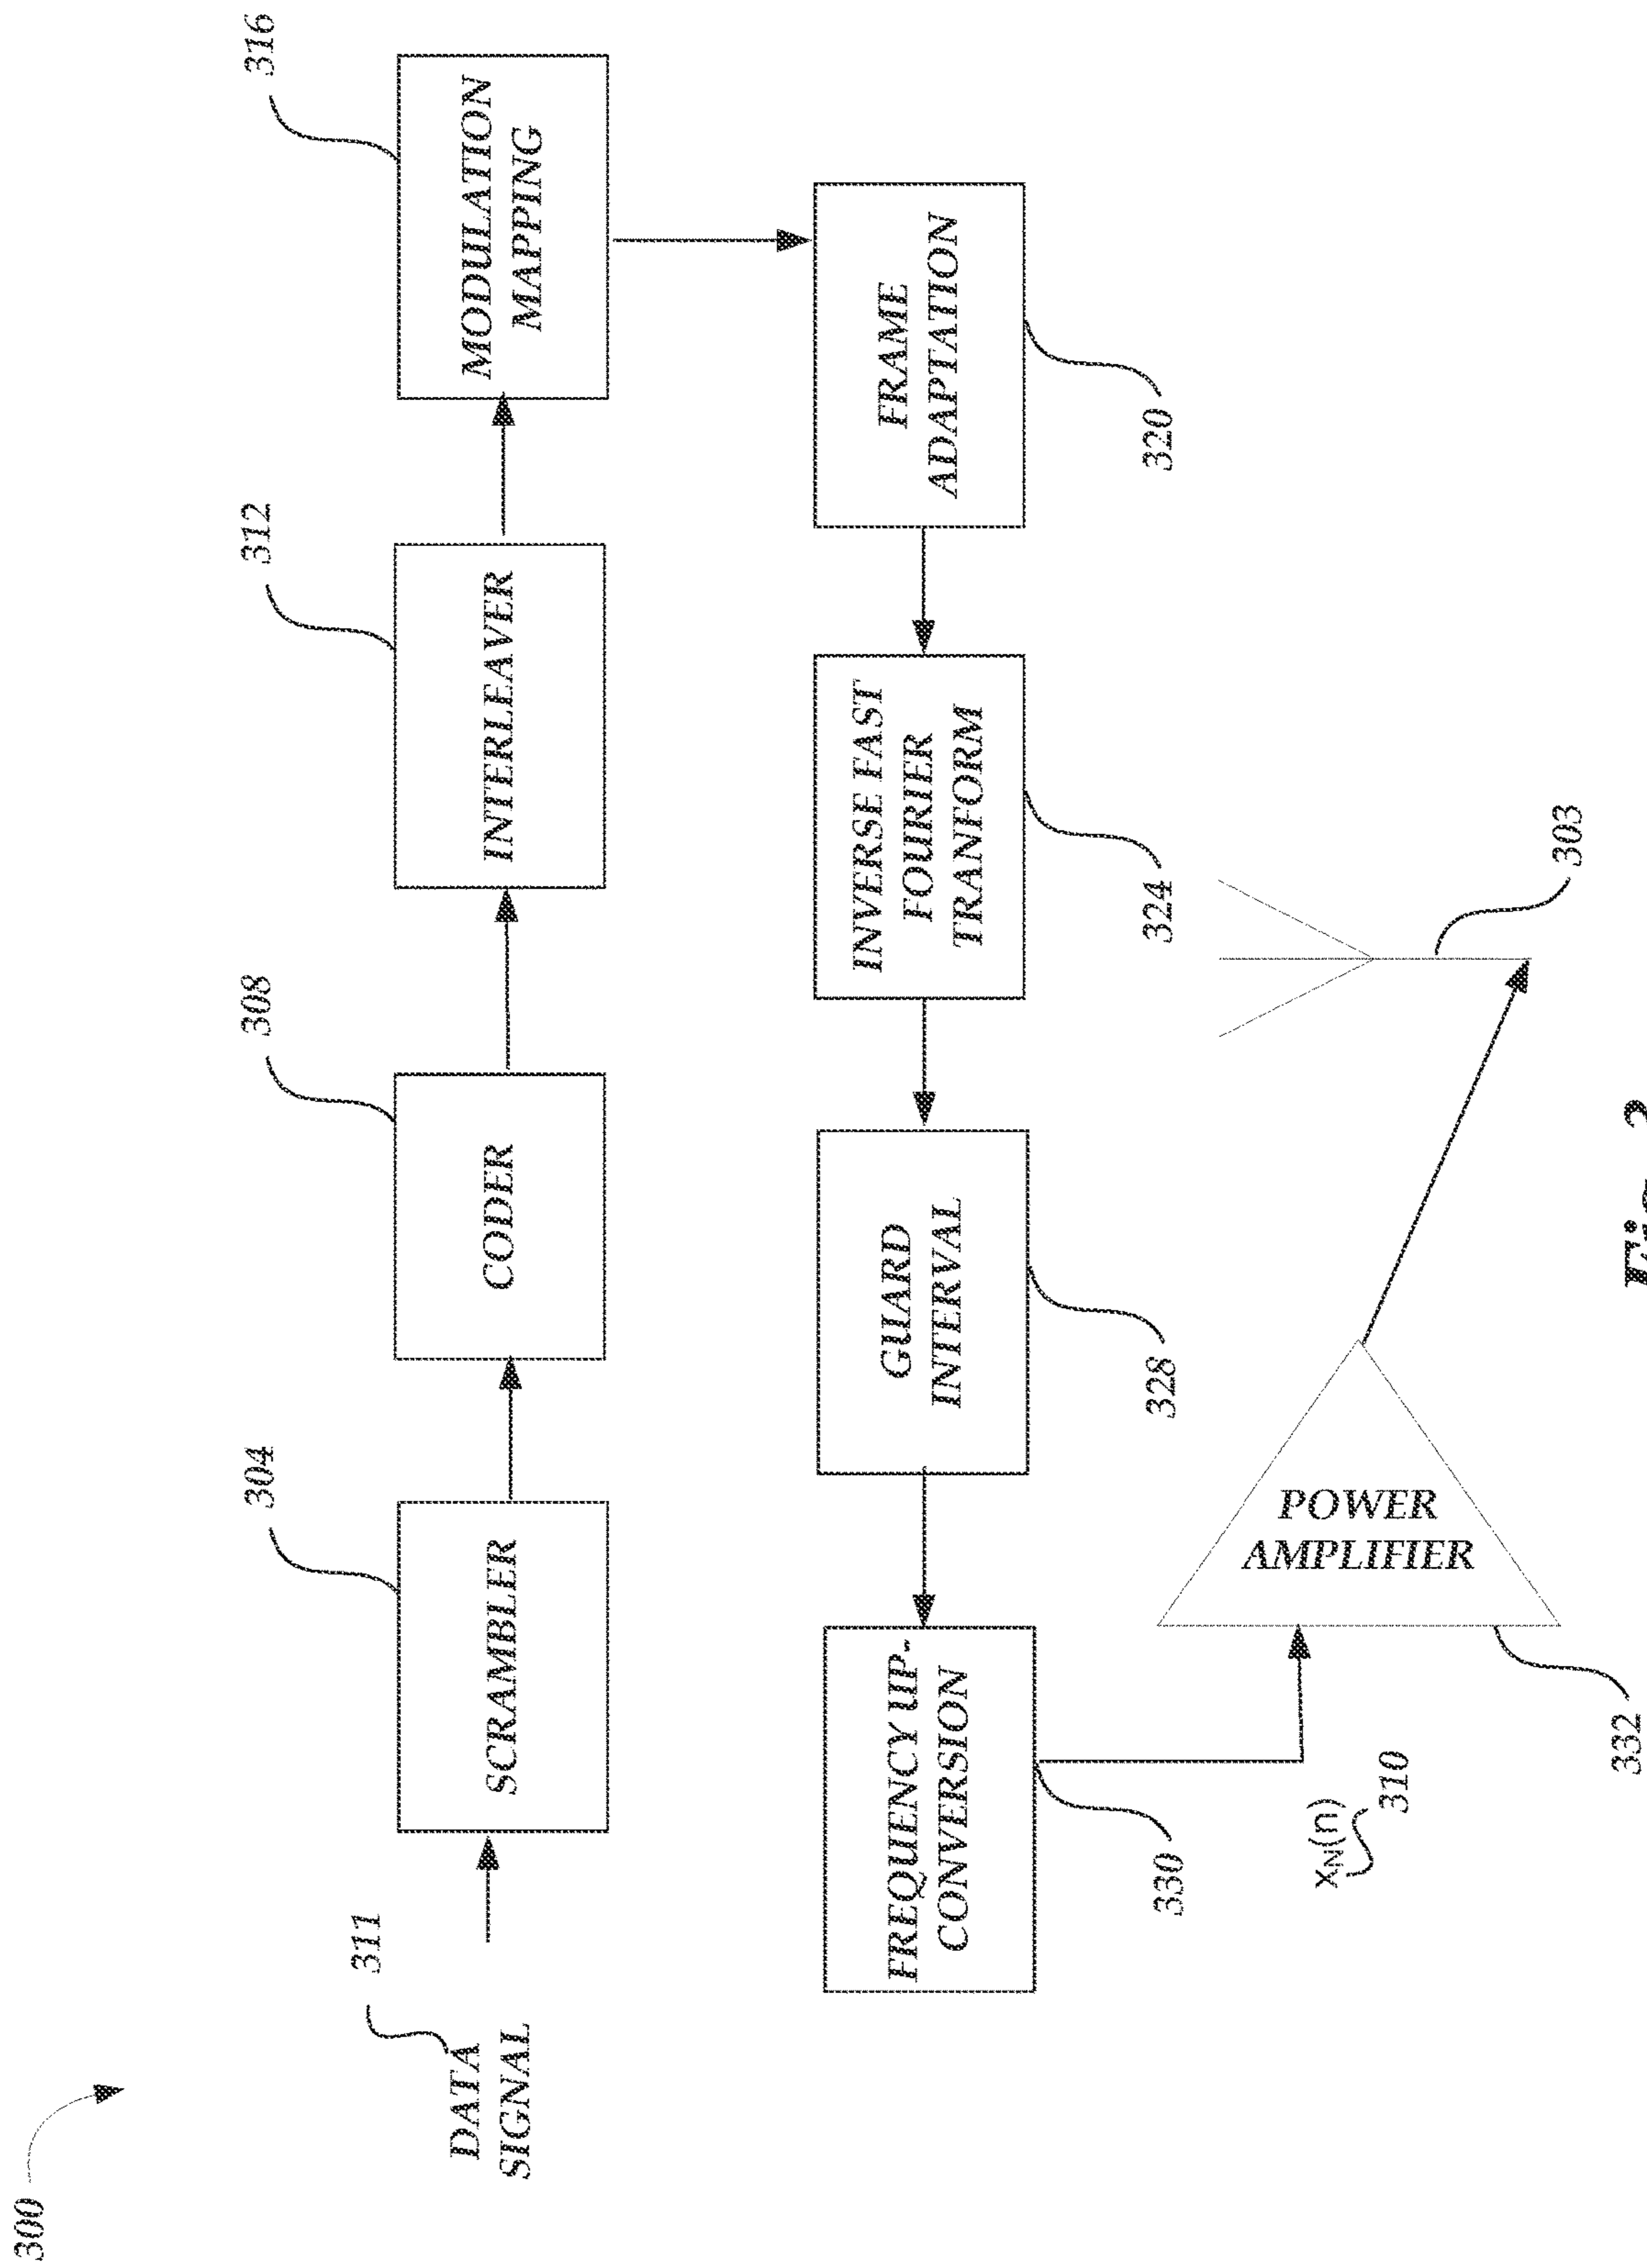 300
311
DATA
SIGNAL
304
SCRAMBLER
308
CODER
312
INTERLEAVER
316
MODULATION
MAPPING
FREQUENCY UP-
CONVERSION
330
GUARD
INTERVAL
328
INVERSE FAST
FOURIER
TRANFORM
324
FRAME
ADAPTATION
320
x_N(n)
310
POWER
AMPLIFIER
332
303
Fig.